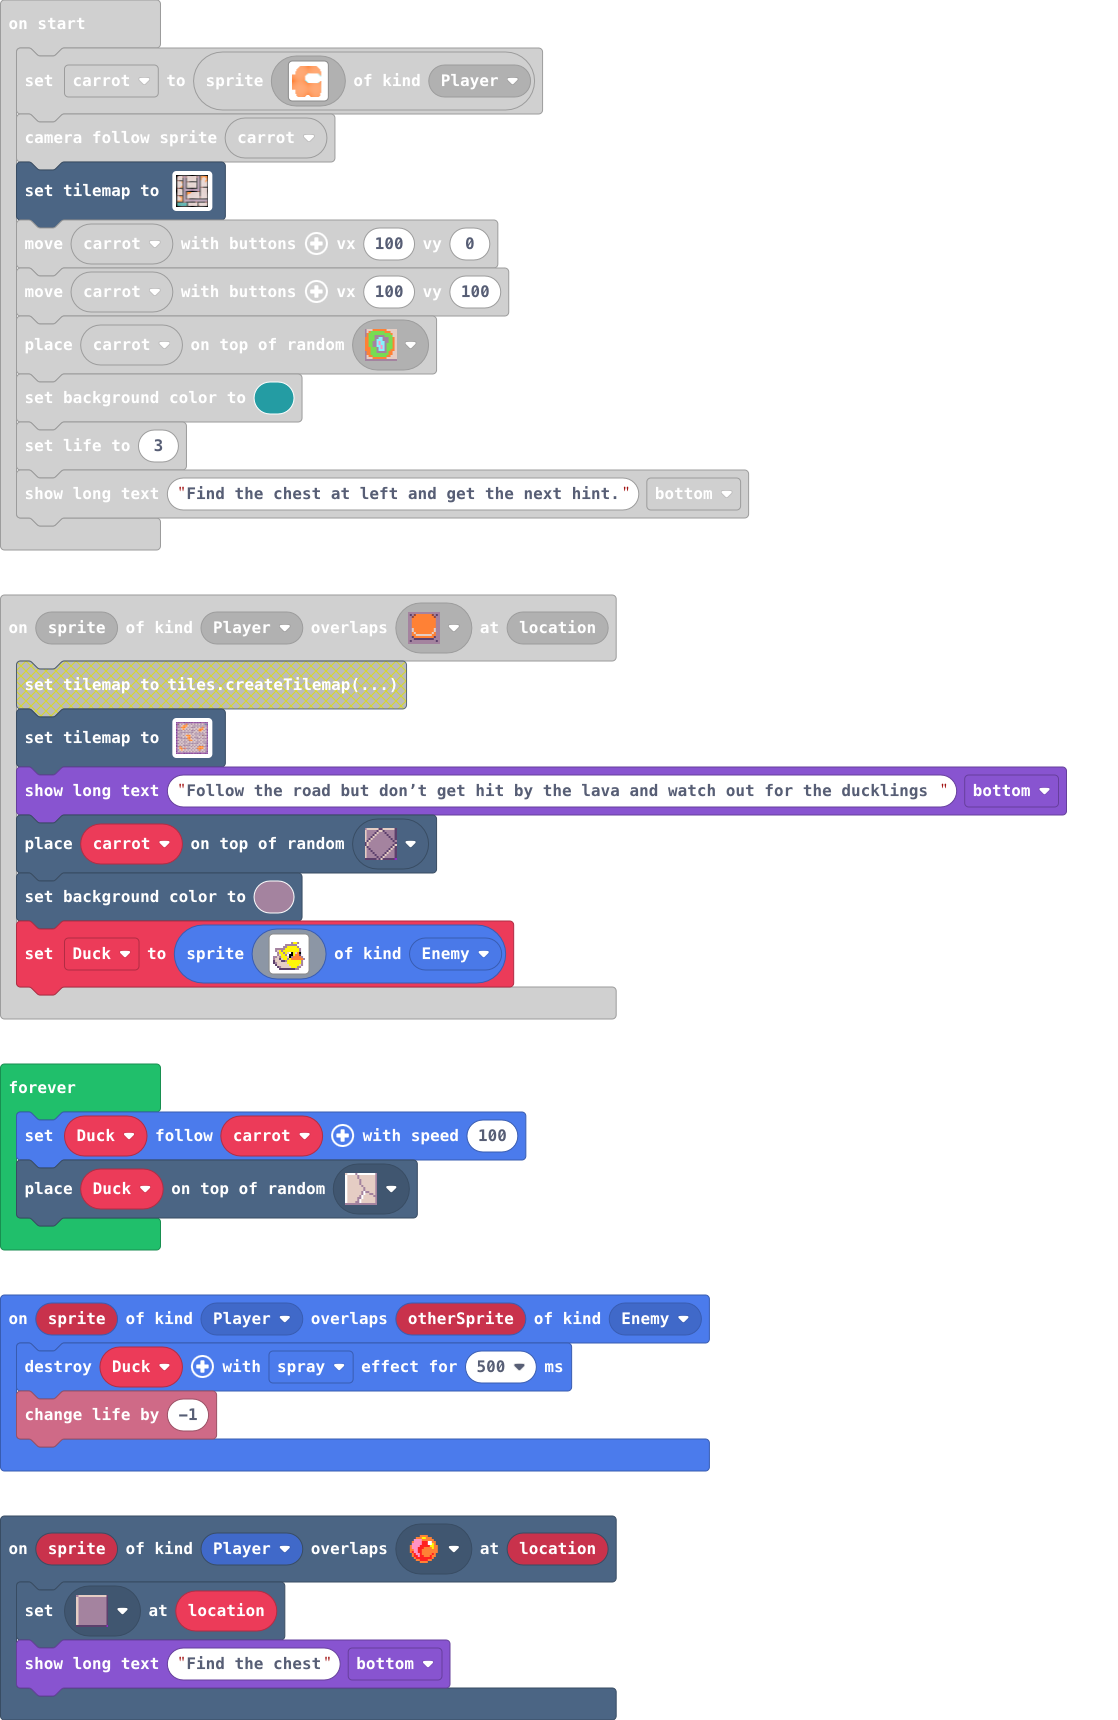 on start
set carrot to sprite of kind Player
camera follow sprite carrot
set tilemap to
move carrot with buttons vx 100 vy 0
move carrot with buttons vx 100 vy 100
place carrot on top of random
set background color to
set life to 3
show long text "Find the chest at left and get the next hint." bottom
on sprite of kind Player overlaps at location
set tilemap to tiles.createTilemap(...)
set tilemap to
show long text "Follow the road but don’t get hit by the lava and watch out for the ducklings " bottom
place carrot on top of random
set background color to
set Duck to sprite of kind Enemy
forever
set Duck follow carrot with speed 100
place Duck on top of random
on sprite of kind Player overlaps otherSprite of kind Enemy
destroy Duck with spray effect for 500 ms
change life by −1
on sprite of kind Player overlaps at location
set at location
show long text "Find the chest" bottom